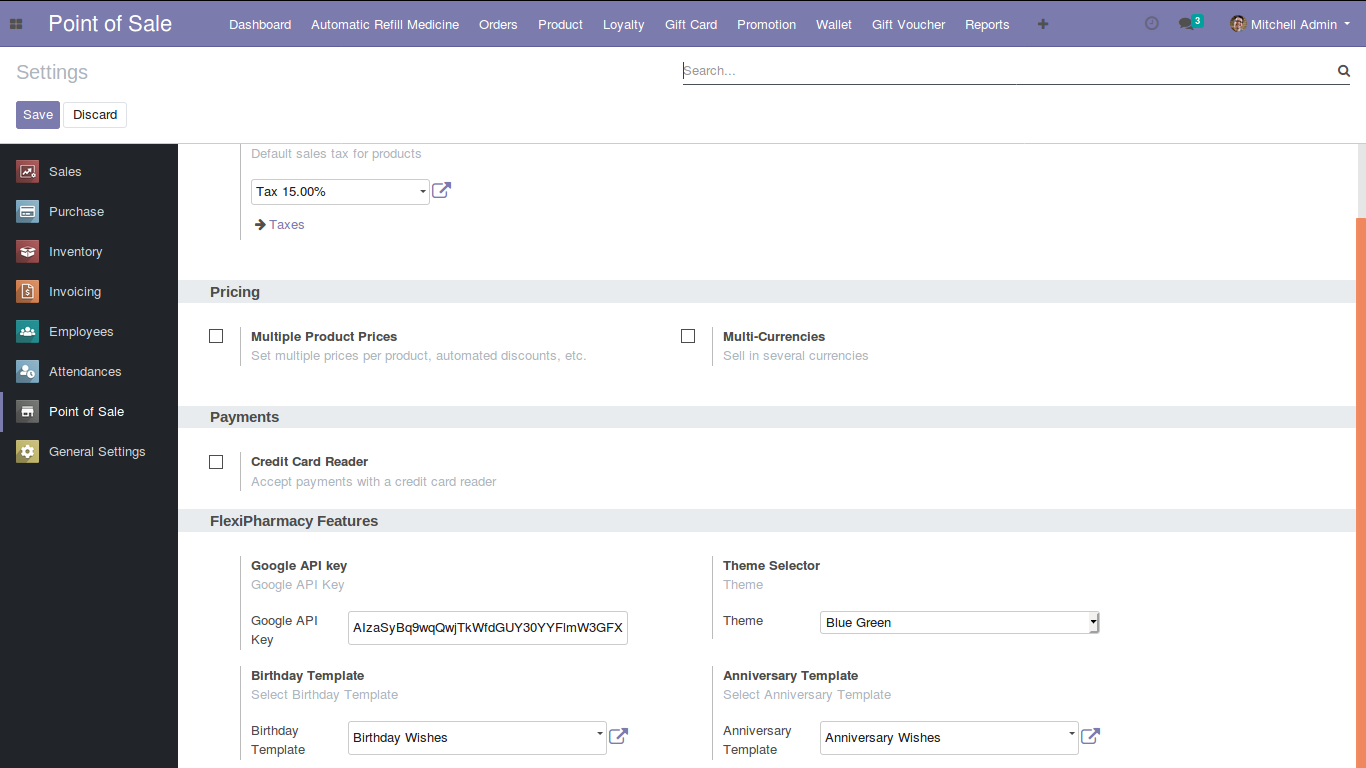 Point of Sale
Dashboard Automatic Refill Medicine Orders Product Loyalty Gift Card Promotion Wallet Gift Voucher Reports
3
Mitchell Admin
Settings
Search...
Save Discard
Sales
Purchase
Inventory
Invoicing
Employees
Attendances
Point of Sale
General Settings
Default sales tax for products
Tax 15.00%
Taxes
Pricing
Multiple Product Prices
Set multiple prices per product, automated discounts, etc.
Multi-Currencies
Sell in several currencies
Payments
Credit Card Reader
Accept payments with a credit card reader
FlexiPharmacy Features
Google API key
Google API Key
Google API
Key
AIzaSyBq9wqQwjTkWfdGUY30YYFlmW3GFX
Theme Selector
Theme
Theme
Blue Green
Birthday Template
Select Birthday Template
Birthday
Template
Birthday Wishes
Anniversary Template
Select Anniversary Template
Anniversary
Template
Anniversary Wishes